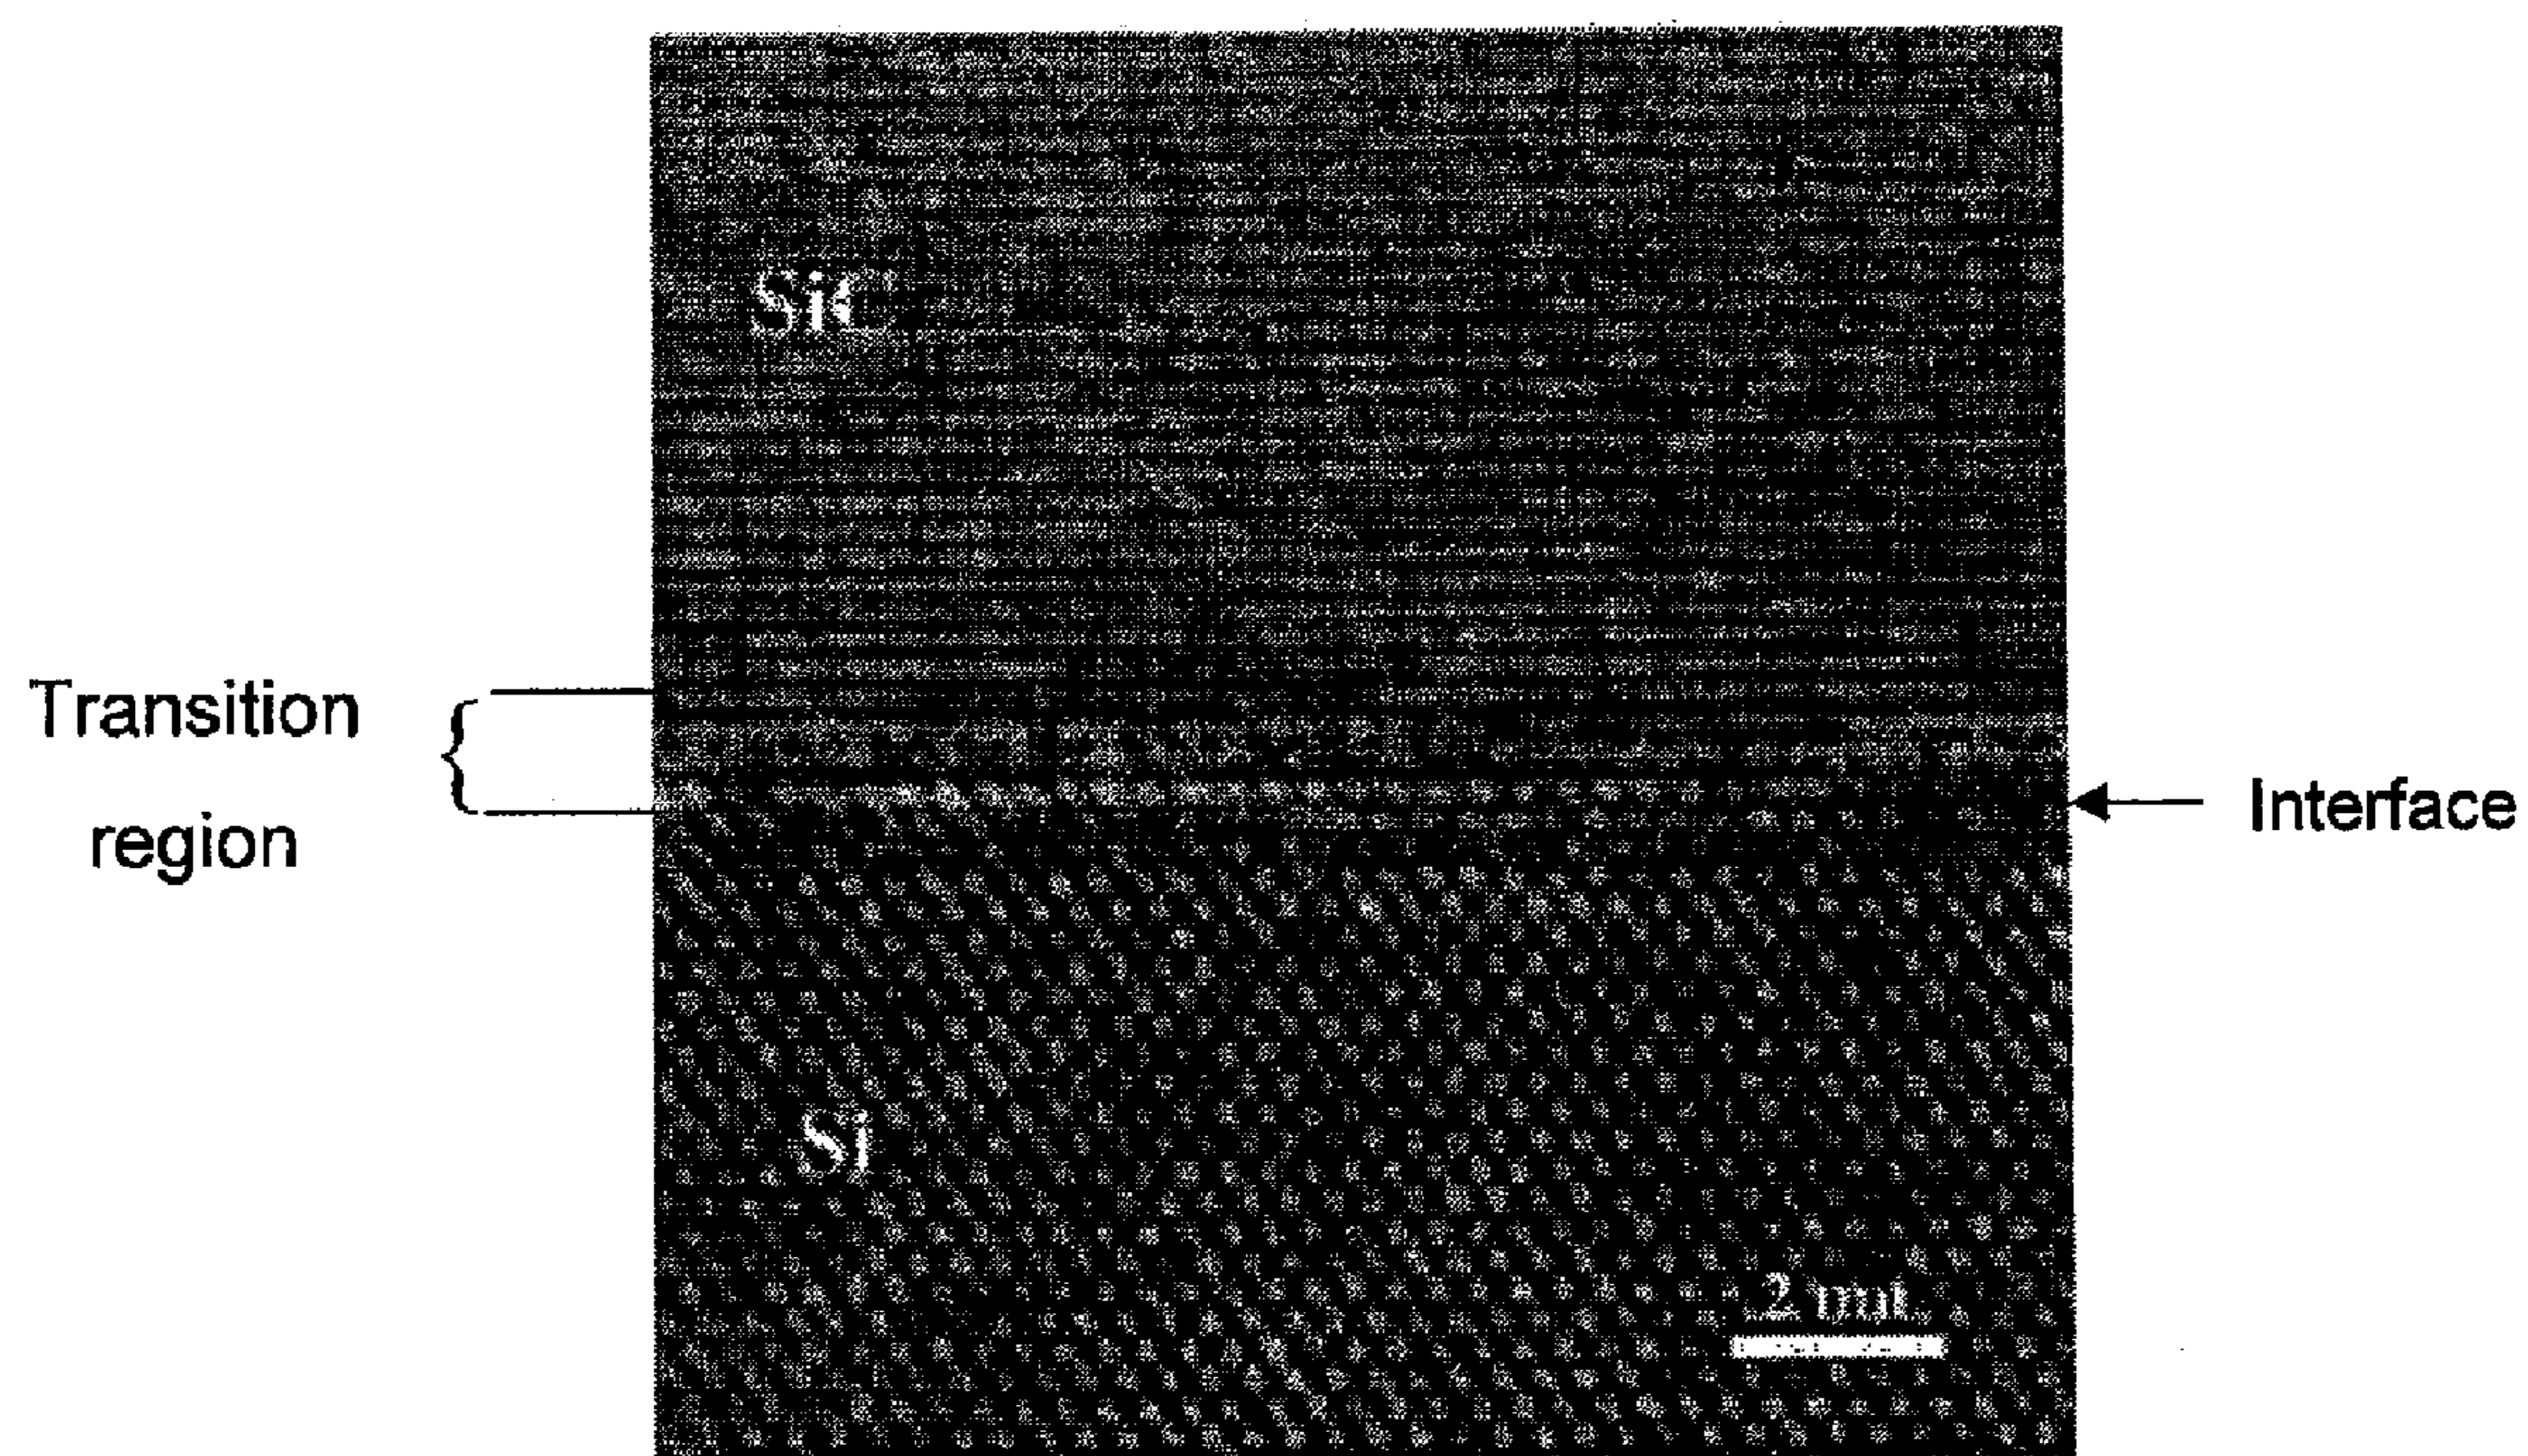 SiC
Transition
region
Interface
Si
2 nm